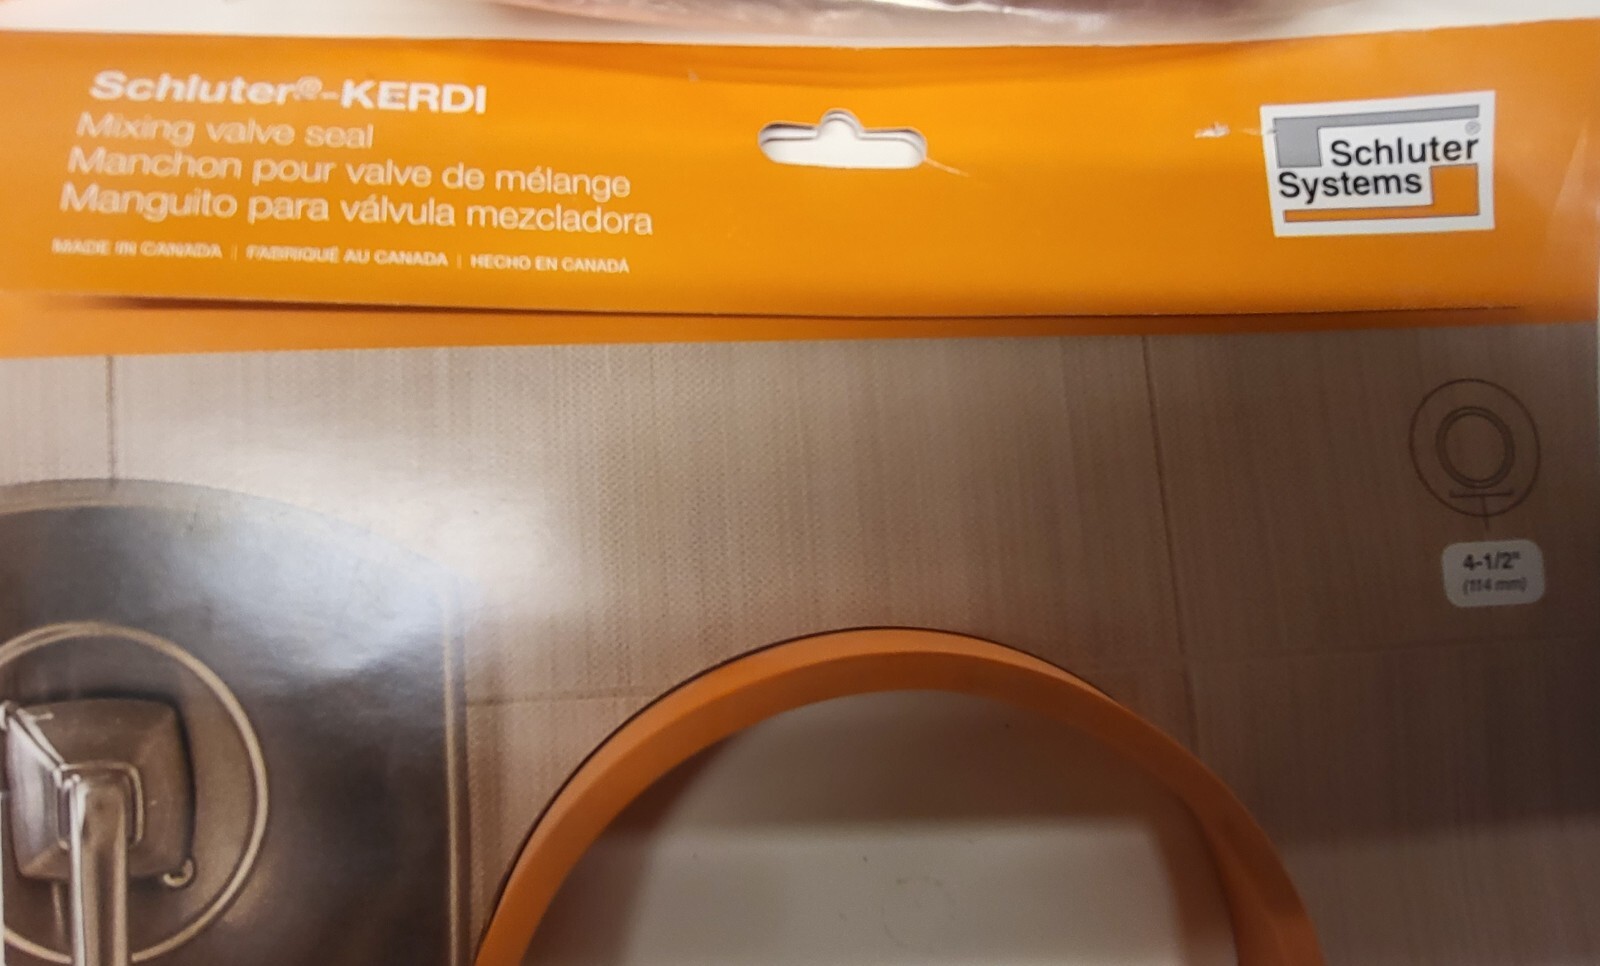 Schluter®-KERDI
Mixing valve seal
Manchon pour valve de mélange
Manguito para válvula mezcladora
MADE IN CANADA | FABRIQUÉ AU CANADA | HECHO EN CANADÁ
Schluter®
Systems
4-1/2"
(114 mm)